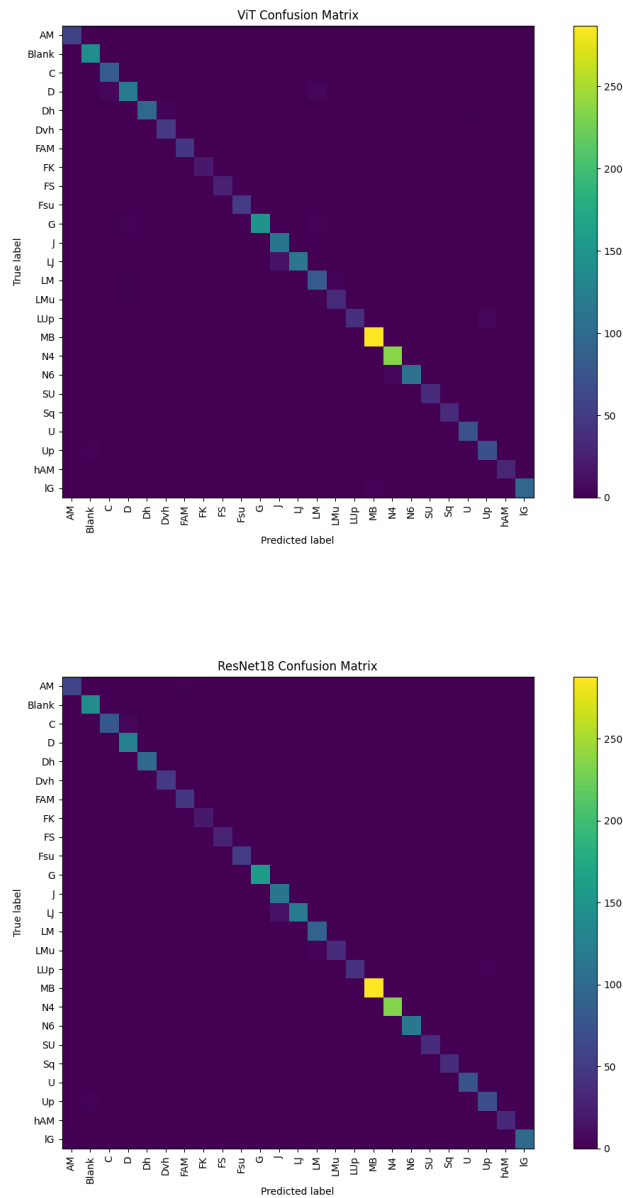 ViT Confusion Matrix
AM
Blank
C
D
Dh
Dvh
FAM
FK
FS
Fsu
G
J
LJ
LM
LMu
LUp
MB
N4
N6
SU
Sq
U
Up
hAM
lG
True label
AM
Blank
C
D
Dh
Dvh
FAM
FK
FS
Fsu
G
J
LJ
LM
LMu
LUp
MB
N4
N6
SU
Sq
U
Up
hAM
lG
Predicted label
250
200
150
100
50
0
ResNet18 Confusion Matrix
AM
Blank
C
D
Dh
Dvh
FAM
FK
FS
Fsu
G
J
LJ
LM
LMu
LUp
MB
N4
N6
SU
Sq
U
Up
hAM
lG
True label
AM
Blank
C
D
Dh
Dvh
FAM
FK
FS
Fsu
G
J
LJ
LM
LMu
LUp
MB
N4
N6
SU
Sq
U
Up
hAM
lG
Predicted label
250
200
150
100
50
0